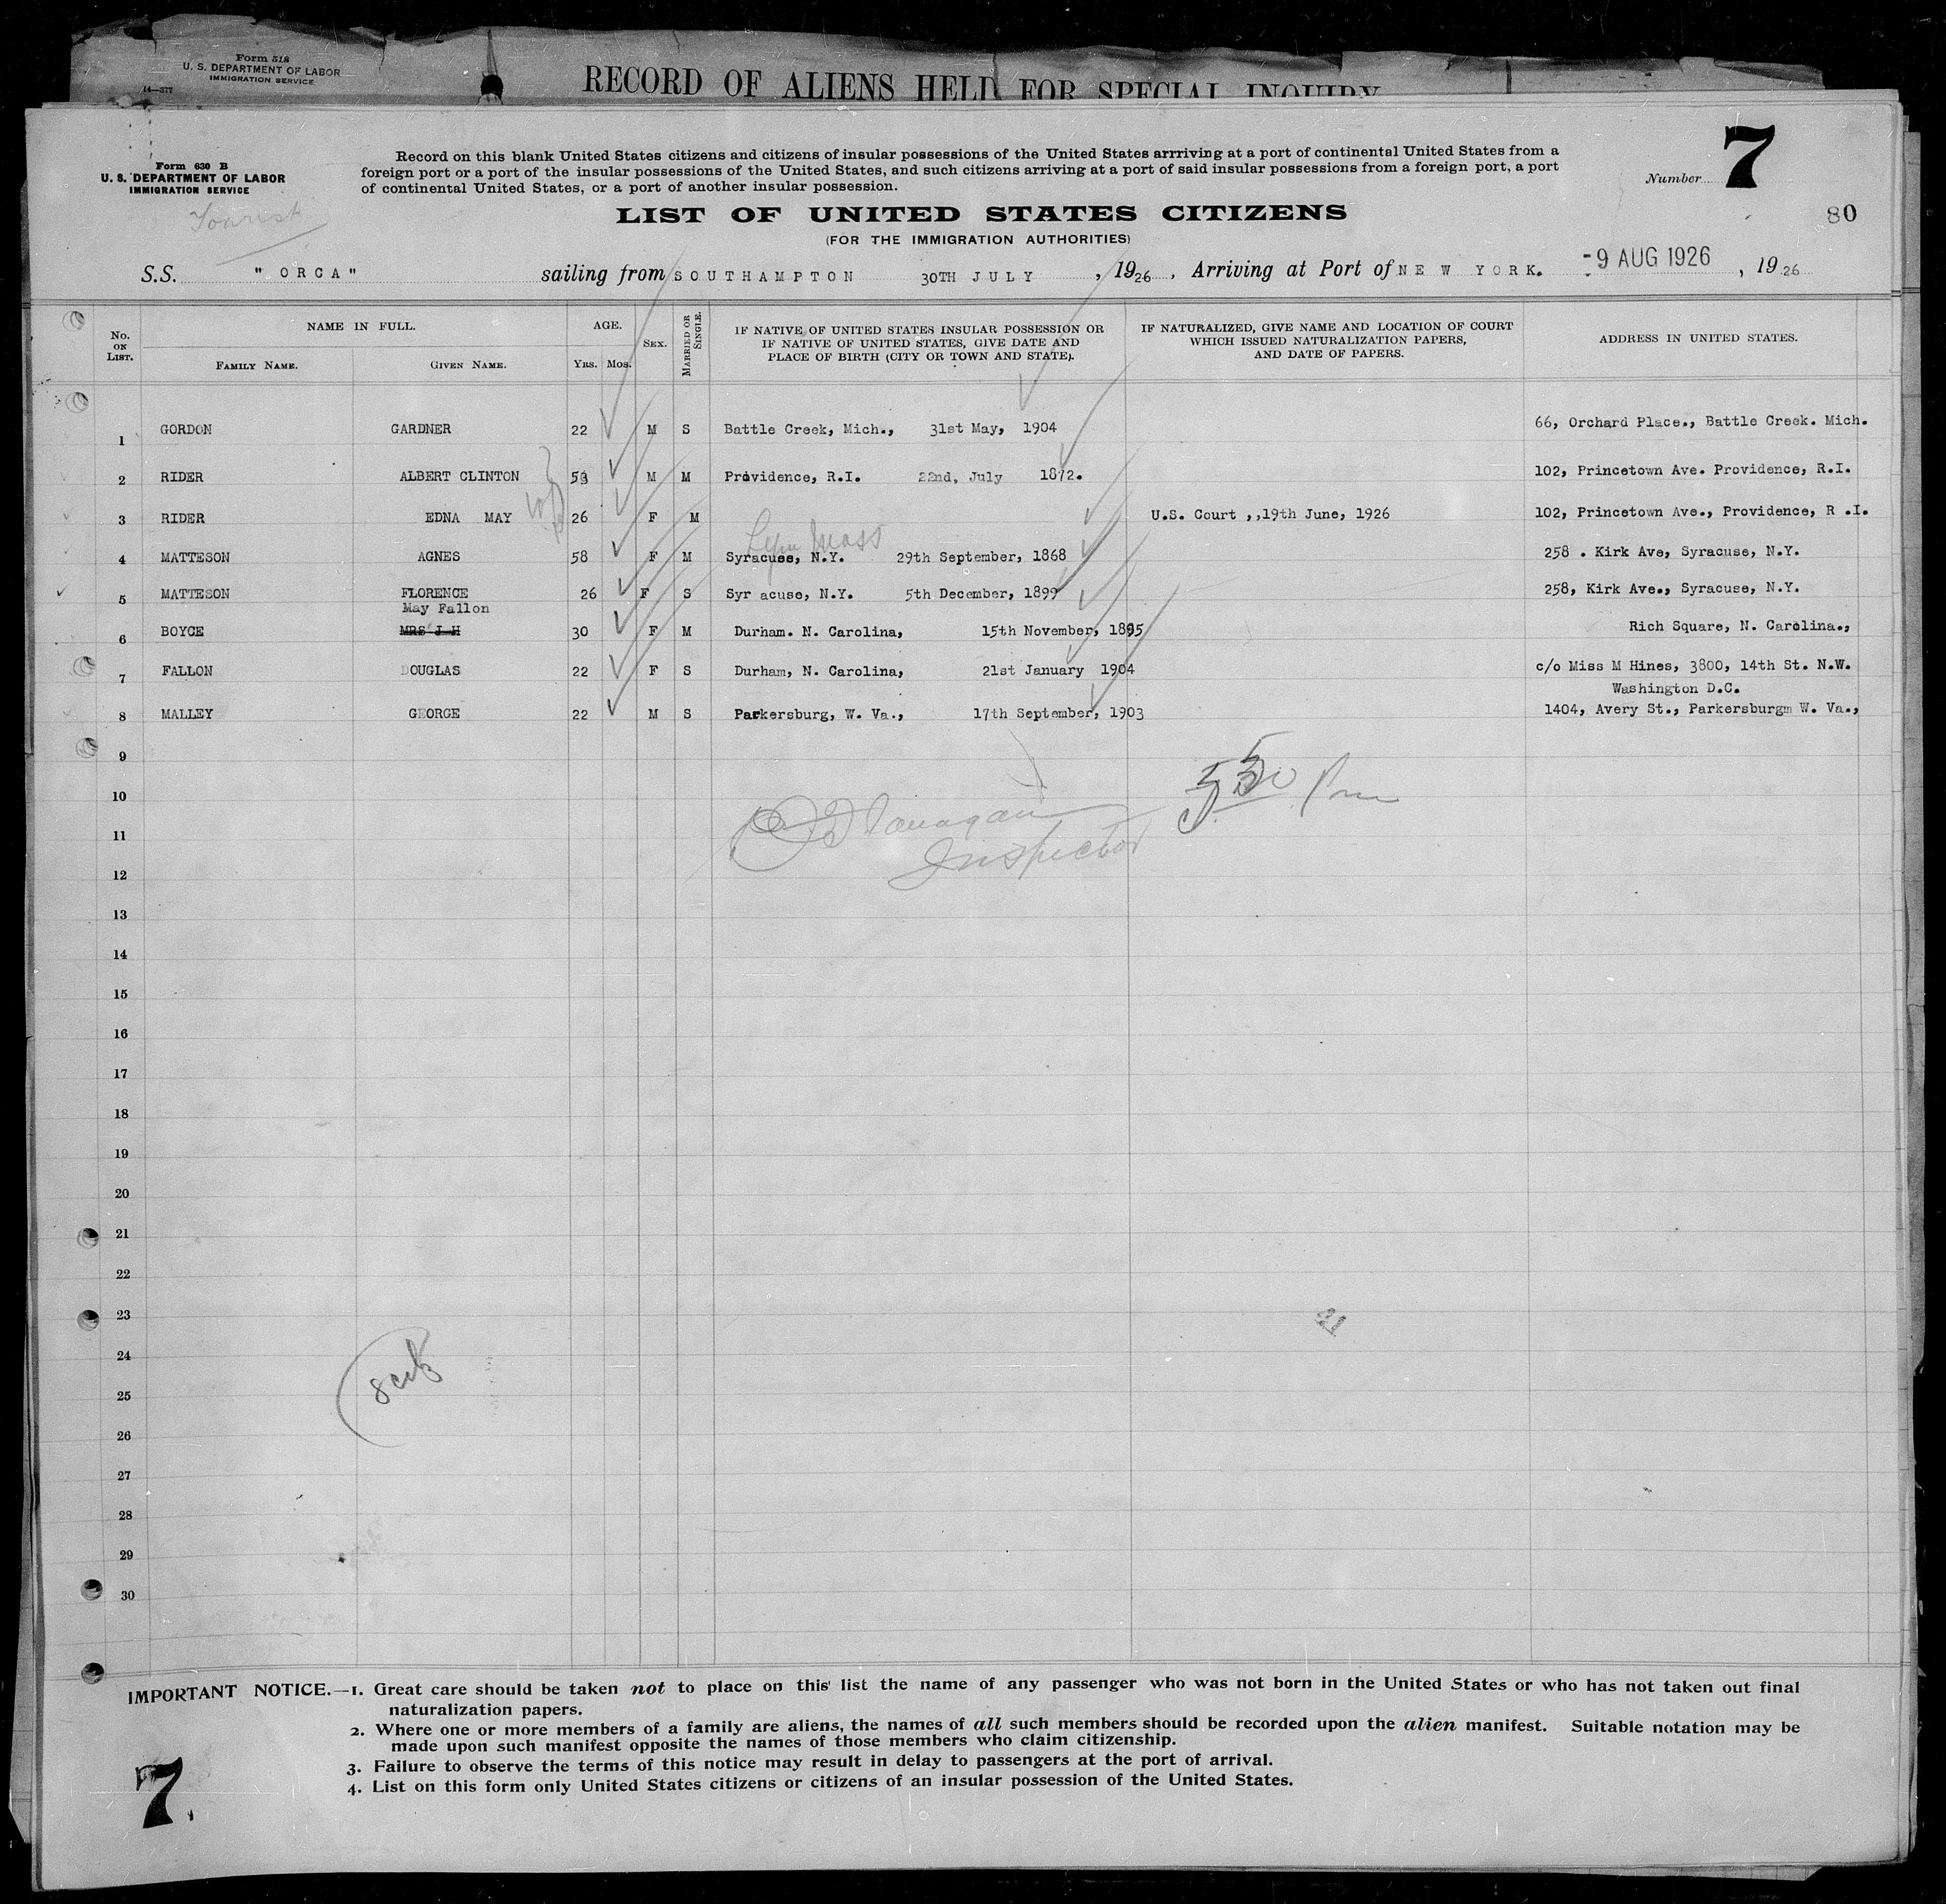 Form 518
U. S. DEPARTMENT OF LABOR
IMMIGRATION SERVICE
14—377
RECORD OF ALIENS HELD FOR SPECIAL INQUIRY
Form 630 B
U. S. DEPARTMENT OF LABOR
IMMIGRATION SERVICE
Tourist
Record on this blank United States citizens and citizens of insular possessions of the United States arrriving at a port of continental United States from a
foreign port or a port of the insular possessions of the United States, and such citizens arriving at a port of said insular possessions from a foreign port, a port
of continental United States, or a port of another insular possession.
Number 7
80
LIST OF UNITED STATES CITIZENS
(FOR THE IMMIGRATION AUTHORITIES)
S.S. "ORCA" sailing from SOUTHAMPTON 30TH JULY, 1926, Arriving at Port of NEW YORK. -9 AUG 1926, 1926
No. ON LIST. NAME IN FULL. FAMILY NAME. GIVEN NAME. AGE. YRS. MOS. SEX. MARRIED OR SINGLE. IF NATIVE OF UNITED STATES INSULAR POSSESSION OR IF NATIVE OF UNITED STATES, GIVE DATE AND PLACE OF BIRTH (CITY OR TOWN AND STATE). IF NATURALIZED, GIVE NAME AND LOCATION OF COURT WHICH ISSUED NATURALIZATION PAPERS, AND DATE OF PAPERS. ADDRESS IN UNITED STATES.
1 GORDON GARDNER 22 M S Battle Creek, Mich., 31st May, 1904 66, Orchard Place., Battle Creek. Mich.
2 RIDER ALBERT CLINTON 53 M M Providence, R.I. 22nd, July 1872. 102, Princetown Ave. Providence, R.I.
3 RIDER EDNA MAY 26 F M U.S. Court ,,19th June, 1926 102, Princetown Ave., Providence, R .I.
Lynn Mass
4 MATTESON AGNES 58 F M Syracuse, N.Y. 29th September, 1868 258 . Kirk Ave, Syracuse, N.Y.
5 MATTESON FLORENCE 26 F S Syr acuse, N.Y. 5th December, 1899 258, Kirk Ave., Syracuse, N.Y.
May Fallon
6 BOYCE MRS J H 30 F M Durham. N. Carolina, 15th November, 1895 Rich Square, N. Carolina.,
7 FALLON DOUGLAS 22 F S Durham, N. Carolina, 21st January 1904 c/o Miss M Hines, 3800, 14th St. N.W.
Washington D.C.
8 MALLEY GEORGE 22 M S Parkersburg, W. Va., 17th September, 1903 1404, Avery St., Parkersburgm W. Va.,
9
10
11
Inspector
12
13
14
15
16
17
18
19
20
21
22
23
21
24
25
26
27
28
29
30
IMPORTANT NOTICE.—1. Great care should be taken not to place on this list the name of any passenger who was not born in the United States or who has not taken out final
naturalization papers.
2. Where one or more members of a family are aliens, the names of all such members should be recorded upon the alien manifest. Suitable notation may be
made upon such manifest opposite the names of those members who claim citizenship.
3. Failure to observe the terms of this notice may result in delay to passengers at the port of arrival.
4. List on this form only United States citizens or citizens of an insular possession of the United States.
7.